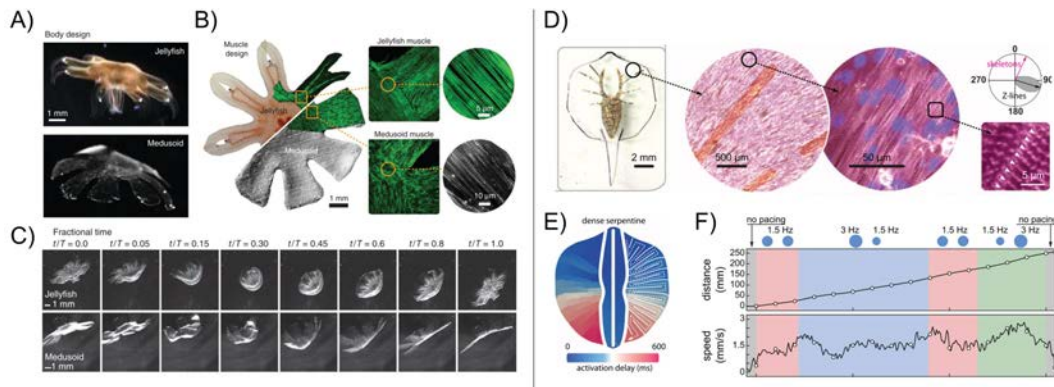 A)
Body design
Jellyfish
1 mm
Medusoid
B)
Muscle design
Jellyfish
Medusoid
1 mm
Jellyfish muscle
5 µm
Medusoid muscle
10 µm
C)
Fractional time
t/T = 0.0 t/T = 0.05 t/T = 0.15 t/T = 0.30 t/T = 0.45 t/T = 0.6 t/T = 0.8 t/T = 1.0
Jellyfish
1 mm
Medusoid
1 mm
D)
2 mm
500 µm
50 µm
0
skeletons
270
90
Z-lines
180
5 µm
E)
dense serpentine
0 600
activation delay (ms)
F)
no pacing no pacing
1.5 Hz 3 Hz 1.5 Hz 1.5 Hz 1.5 Hz 3 Hz
distance (mm)
250
200
150
100
50
0
speed (mm/s)
3
1.5
0